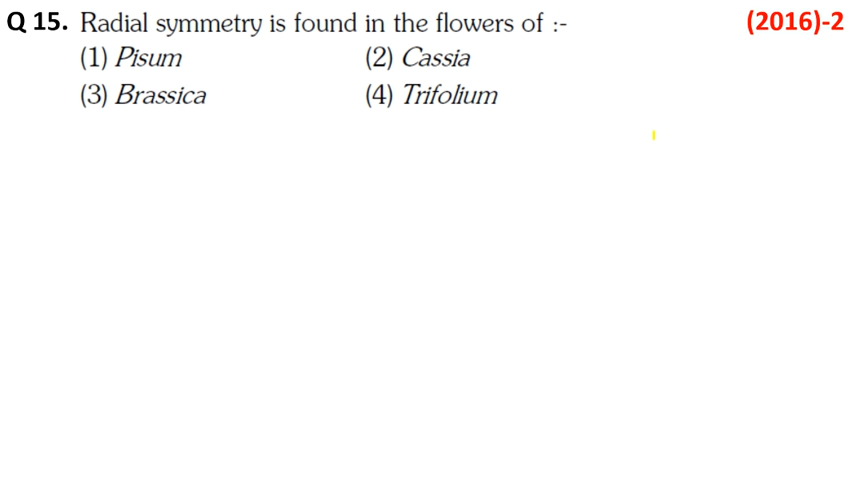 Q 15. Radial symmetry is found in the flowers of :- (2016)-2
(1) Pisum (2) Cassia
(3) Brassica (4) Trifolium